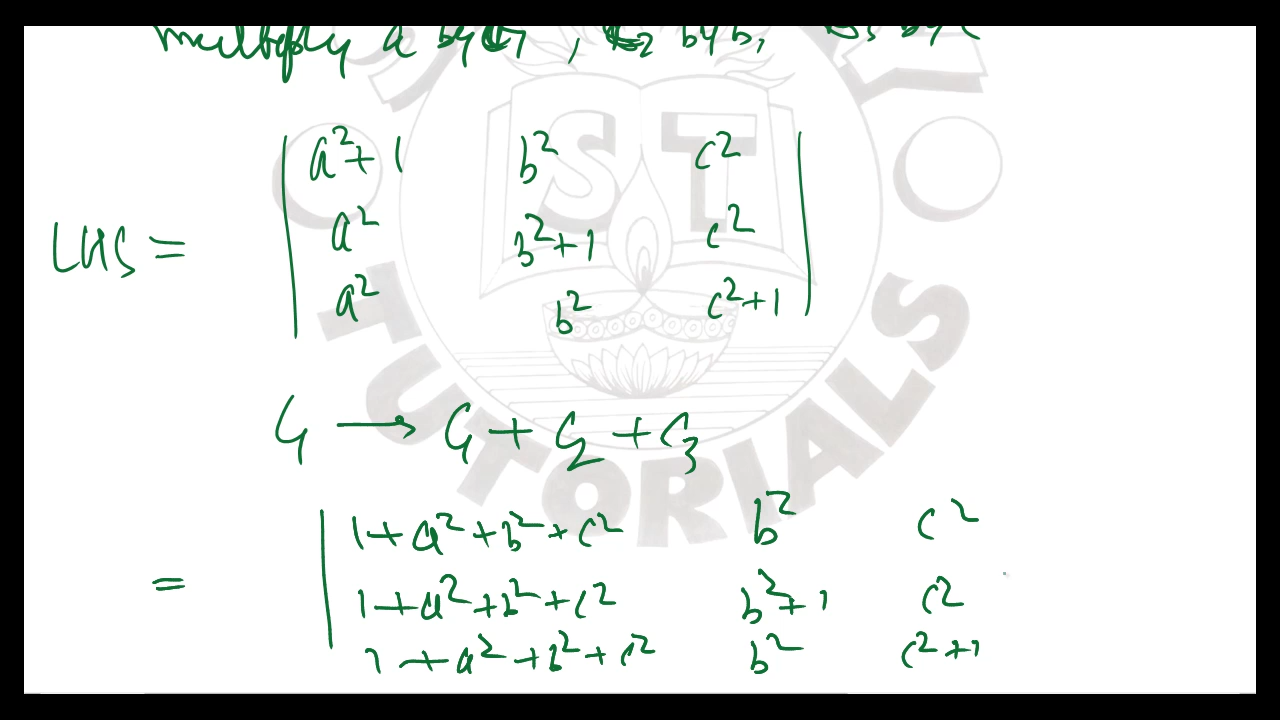 multiply a by C1, C2 by b,
| a²+1 b² c² |
LHS = | a² b²+1 c² |
| a² b² c²+1 |
C1 → C1 + C2 + C3
| 1+a²+b²+c² b² c²
= | 1+a²+b²+c² b²+1 c²
1+a²+b²+c² b² c²+1
ST
TUTORIALS